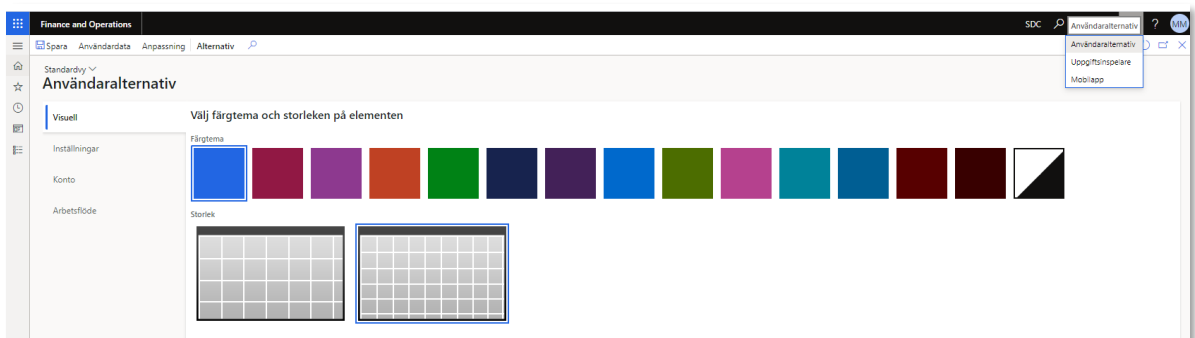 Finance and Operations
SDC
Användaralternativ
?
MM
Spara Användardata Anpassning Alternativ
Användaralternativ
Uppgiftsinspelare
Mobilapp
Standardvy
Användaralternativ
Visuell
Inställningar
Konto
Arbetsflöde
Välj färgtema och storleken på elementen
Färgtema
Storlek